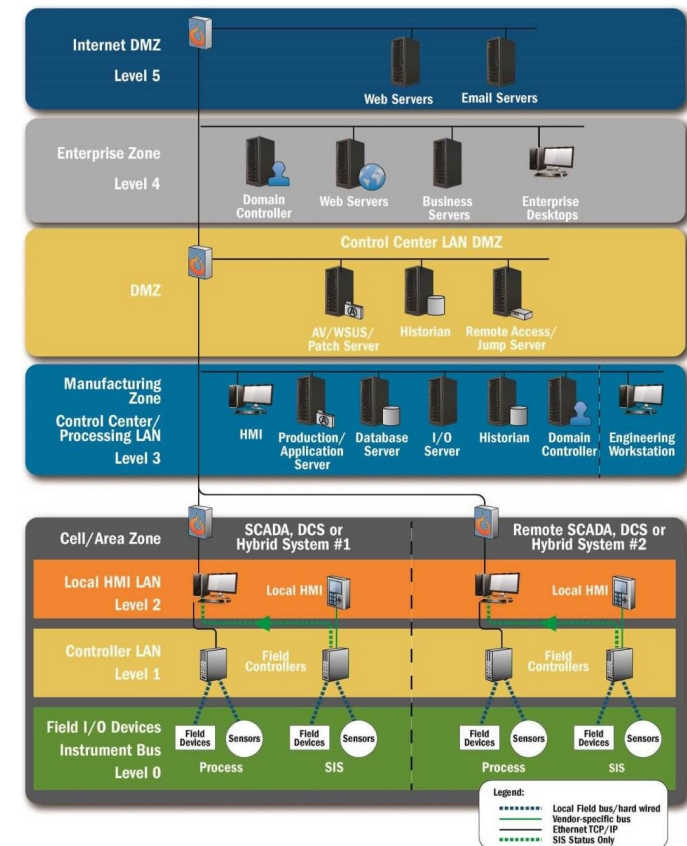 Internet DMZ
Level 5
Web Servers
Email Servers
Enterprise Zone
Level 4
Domain
Controller
Web Servers
Business
Servers
Enterprise
Desktops
Control Center LAN DMZ
DMZ
AV/WSUS/
Patch Server
Historian
Remote Access/
Jump Server
Manufacturing
Zone
Control Center/
Processing LAN
Level 3
HMI
Production/
Application
Server
Database
Server
I/O
Server
Historian
Domain
Controller
Engineering
Workstation
Cell/Area Zone
SCADA, DCS or
Hybrid System #1
Remote SCADA, DCS or
Hybrid System #2
Local HMI LAN
Level 2
Local HMI
Local HMI
Controller LAN
Level 1
Field
Controllers
Field
Controllers
Field I/O Devices
Instrument Bus
Level 0
Field
Devices
Sensors
Process
Field
Devices
Sensors
SIS
Field
Devices
Sensors
Process
Field
Devices
Sensors
SIS
Legend:
Local Field bus/hard wired
Vendor-specific bus
Ethernet TCP/IP
SIS Status Only